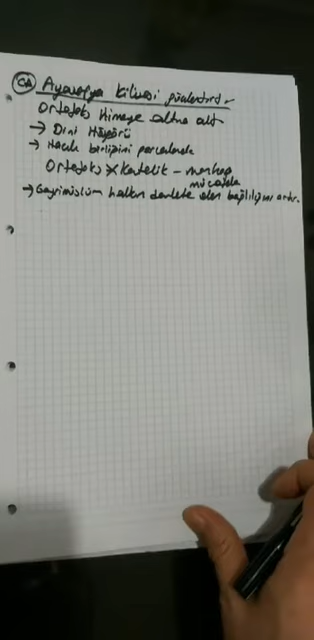 Ayasofya Kilisesi
Ortodoks Himaye altına aldı
→ Dini Hoşgörü
→ Haçlı birliğini parçalamak
Ortodoks X Katolik - mezhep
mücadele
→ Gayrimüslim halkın devlete olan bağlılığını artır.